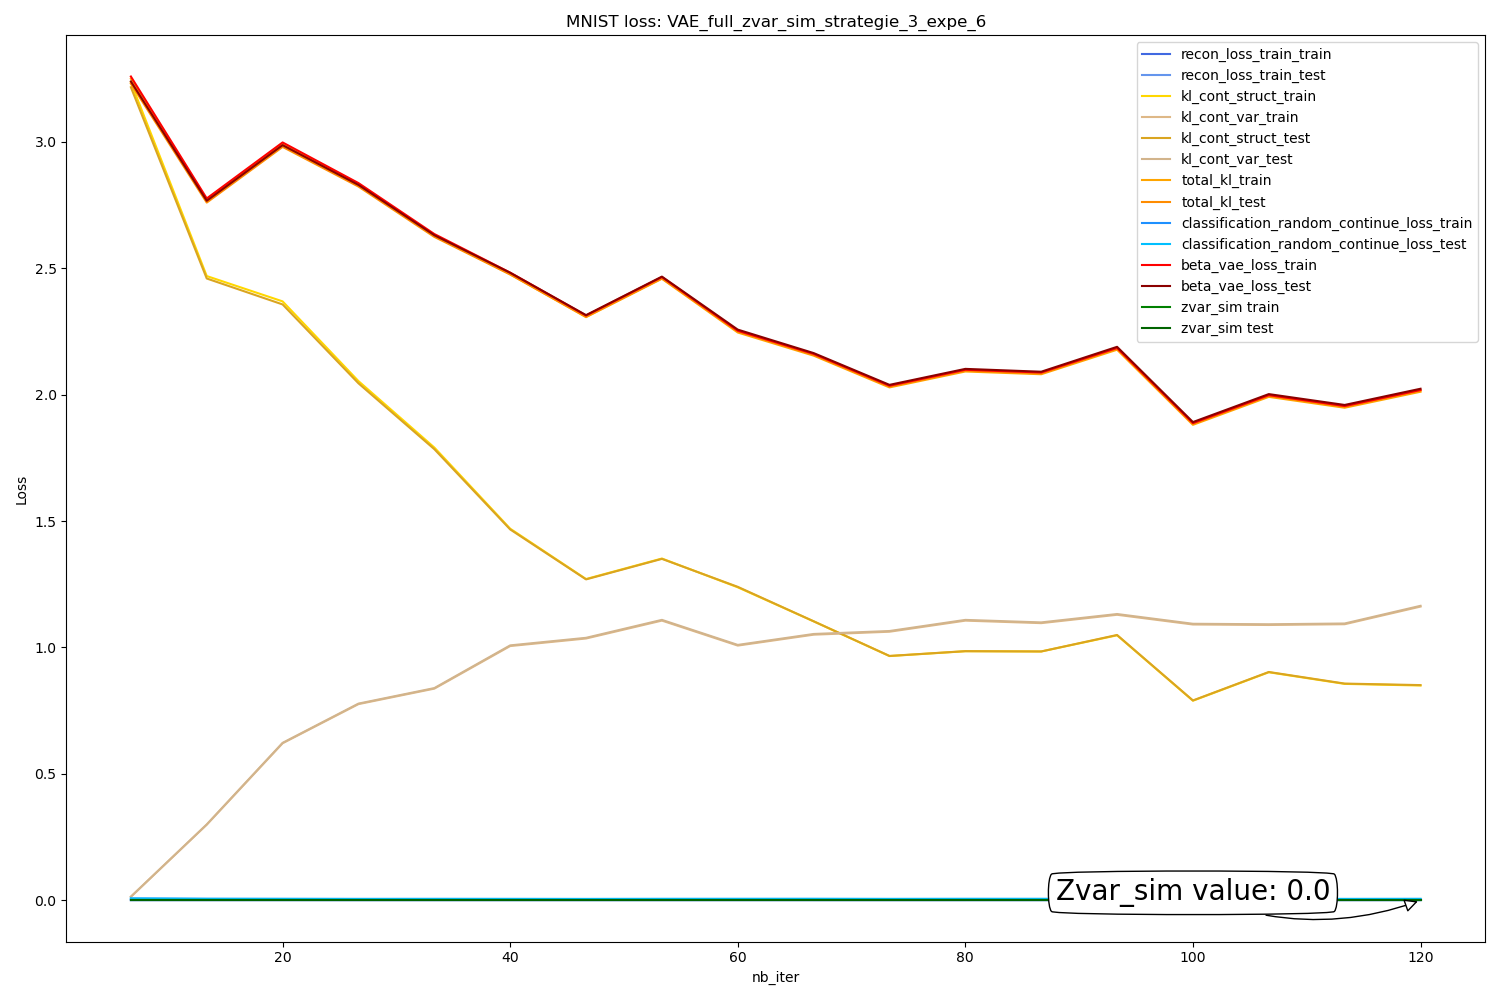 MNIST loss: VAE_full_zvar_sim_strategie_3_expe_6
recon_loss_train_train
recon_loss_train_test
kl_cont_struct_train
kl_cont_var_train
kl_cont_struct_test
kl_cont_var_test
total_kl_train
total_kl_test
classification_random_continue_loss_train
classification_random_continue_loss_test
beta_vae_loss_train
beta_vae_loss_test
zvar_sim train
zvar_sim test
3.0
2.5
2.0
1.5
1.0
0.5
0.0
Loss
Zvar_sim value: 0.0
20
40
60
80
100
120
nb_iter